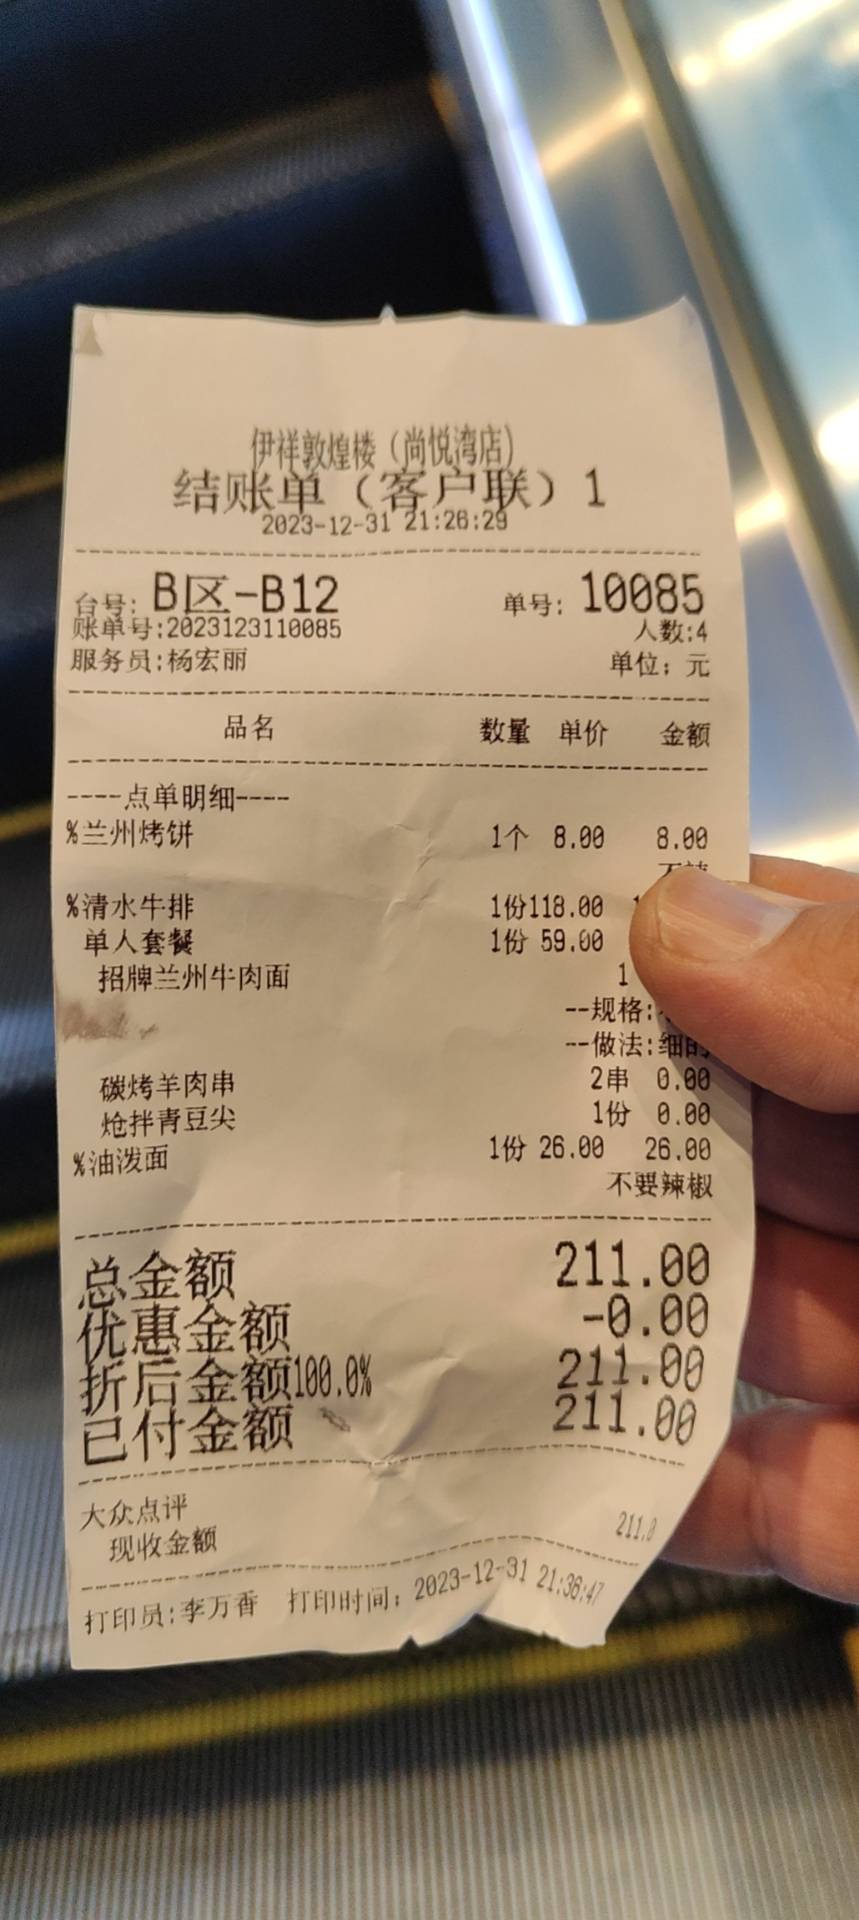 伊祥敦煌楼（尚悦湾店）
结账单（客户联）1
2023-12-31 21:26:29
台号: B区-B12 单号: 10085
账单号:2023123110085 人数:4
服务员:杨宏丽 单位：元
品名 数量 单价 金额
----点单明细----
%兰州烤饼 1个 8.00 8.00
%清水牛排 1份118.00
单人套餐 1份 59.00
招牌兰州牛肉面 1
--规格:
--做法:细的
碳烤羊肉串 2串 0.00
炝拌青豆尖 1份 0.00
%油泼面 1份 26.00 26.00
不要辣椒
总金额 211.00
优惠金额 -0.00
折后金额100.0% 211.00
已付金额 211.00
大众点评
现收金额 211.0
打印员:李万香 打印时间：2023-12-31 21:36:47